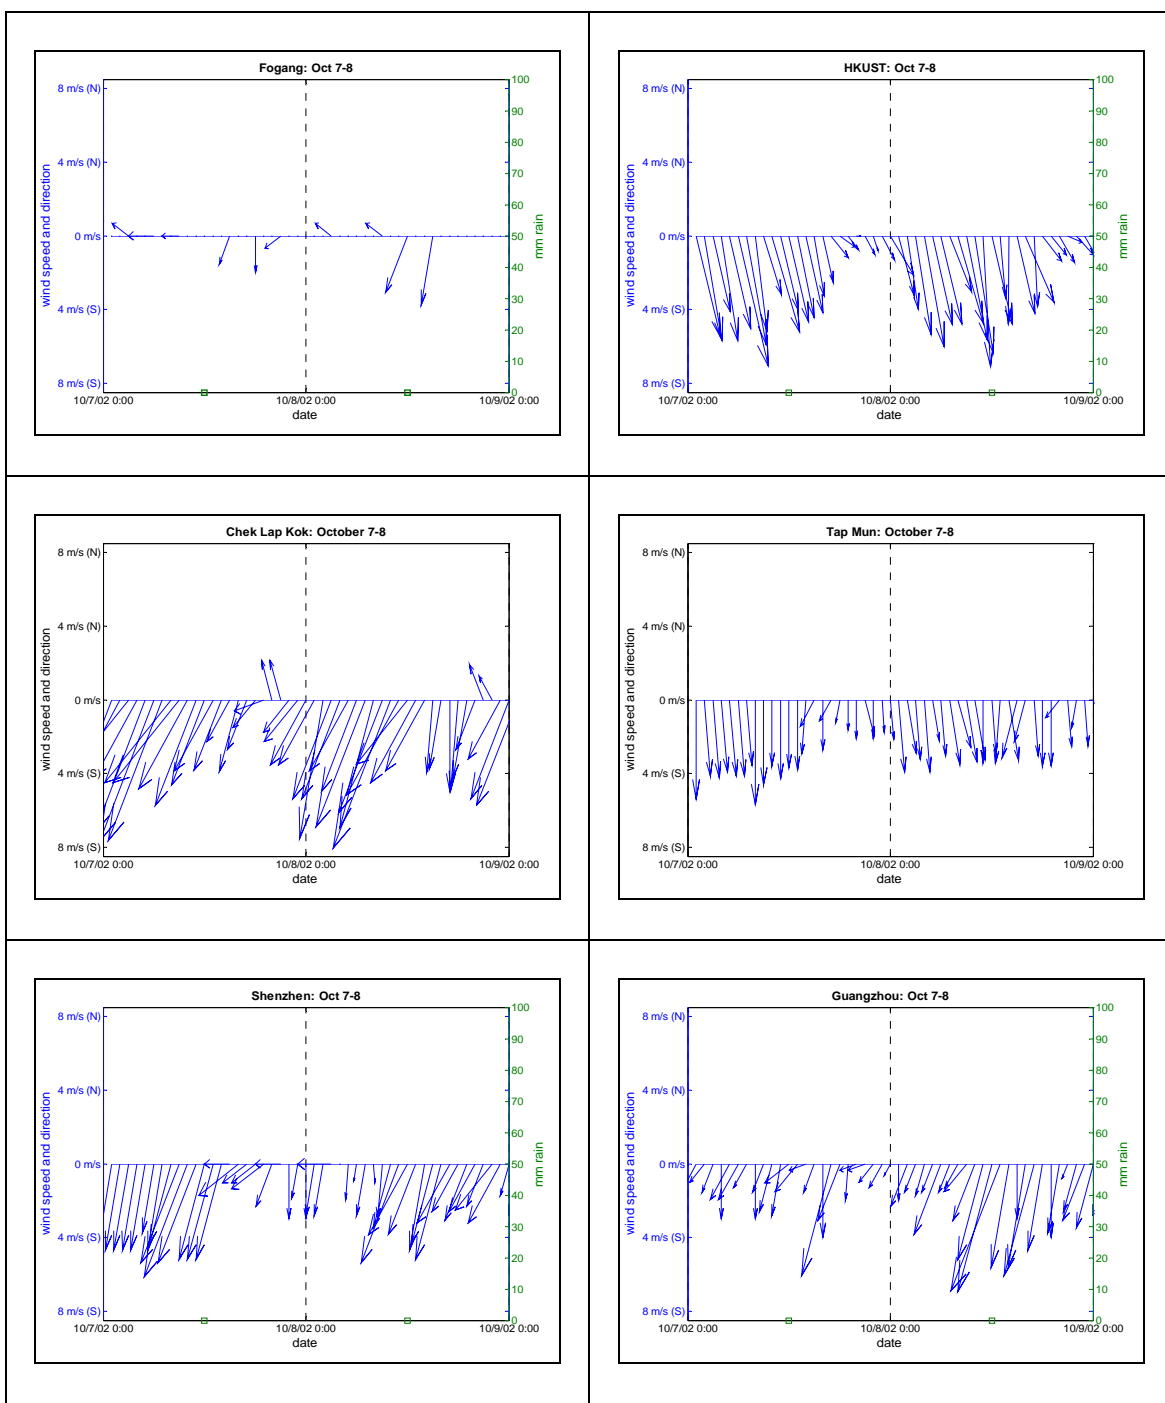 Fogang: Oct 7-8
8 m/s (N)
4 m/s (N)
0 m/s
4 m/s (S)
8 m/s (S)
wind speed and direction
100
90
80
70
60
50
40
30
20
10
0
mm rain
10/7/02 0:00
10/8/02 0:00
10/9/02 0:00
date
HKUST: Oct 7-8
8 m/s (N)
4 m/s (N)
0 m/s
4 m/s (S)
8 m/s (S)
wind speed and direction
100
90
80
70
60
50
40
30
20
10
0
mm rain
10/7/02 0:00
10/8/02 0:00
10/9/02 0:00
date
Chek Lap Kok: October 7-8
8 m/s (N)
4 m/s (N)
0 m/s
4 m/s (S)
8 m/s (S)
wind speed and direction
10/7/02 0:00
10/8/02 0:00
10/9/02 0:00
date
Tap Mun: October 7-8
8 m/s (N)
4 m/s (N)
0 m/s
4 m/s (S)
8 m/s (S)
wind speed and direction
10/7/02 0:00
10/8/02 0:00
10/9/02 0:00
date
Shenzhen: Oct 7-8
8 m/s (N)
4 m/s (N)
0 m/s
4 m/s (S)
8 m/s (S)
wind speed and direction
100
90
80
70
60
50
40
30
20
10
0
mm rain
10/7/02 0:00
10/8/02 0:00
10/9/02 0:00
date
Guangzhou: Oct 7-8
8 m/s (N)
4 m/s (N)
0 m/s
4 m/s (S)
8 m/s (S)
wind speed and direction
100
90
80
70
60
50
40
30
20
10
0
mm rain
10/7/02 0:00
10/8/02 0:00
10/9/02 0:00
date